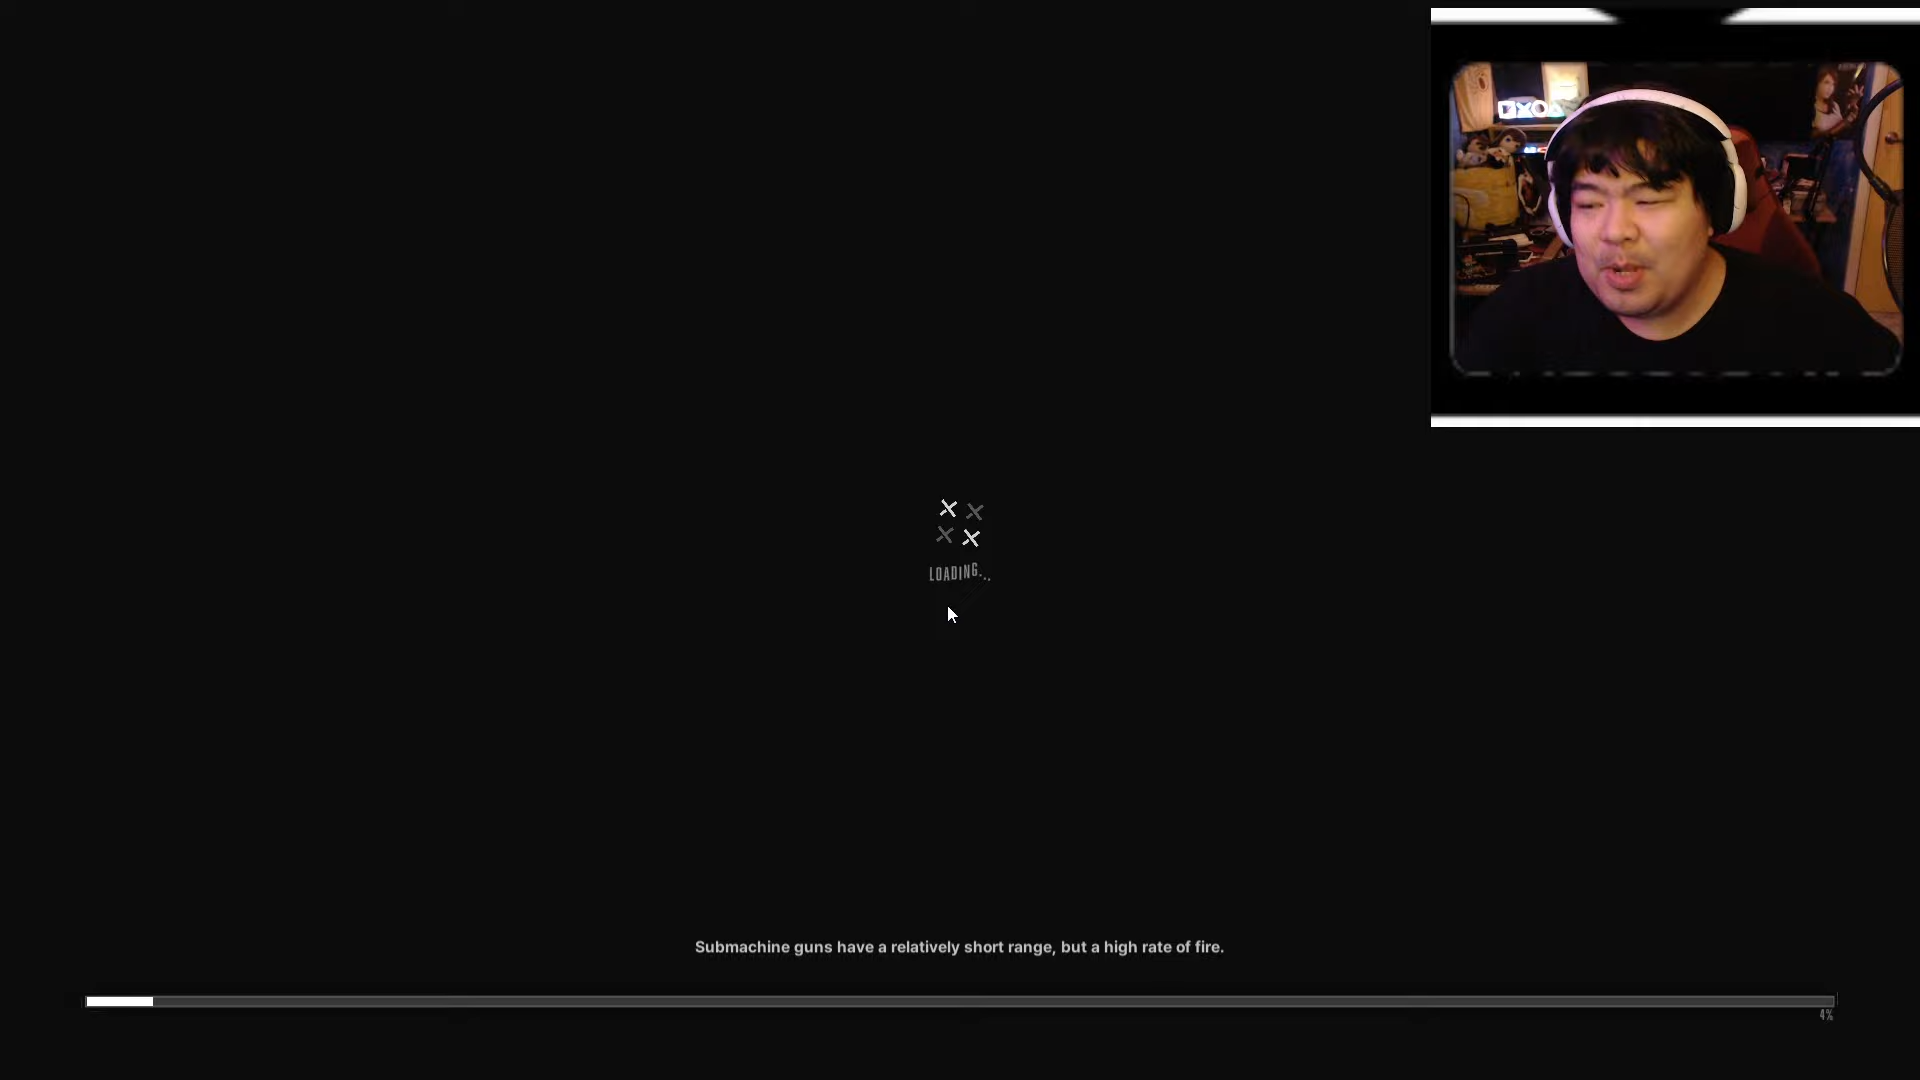 LOADING...
Submachine guns have a relatively short range, but a high rate of fire.
4%